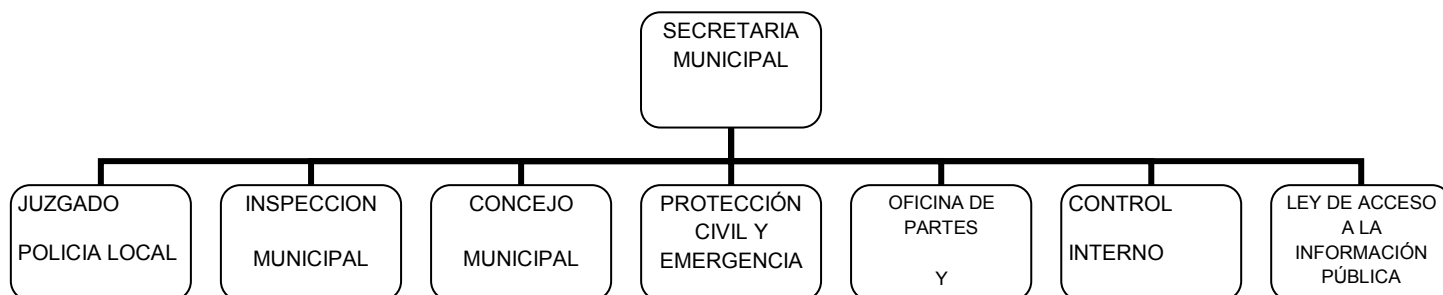 SECRETARIA
MUNICIPAL
JUZGADO
POLICIA LOCAL
INSPECCION
MUNICIPAL
CONCEJO
MUNICIPAL
PROTECCIÓN
CIVIL Y
EMERGENCIA
OFICINA DE
PARTES
Y
CONTROL
INTERNO
LEY DE ACCESO
A LA
INFORMACIÓN
PÚBLICA